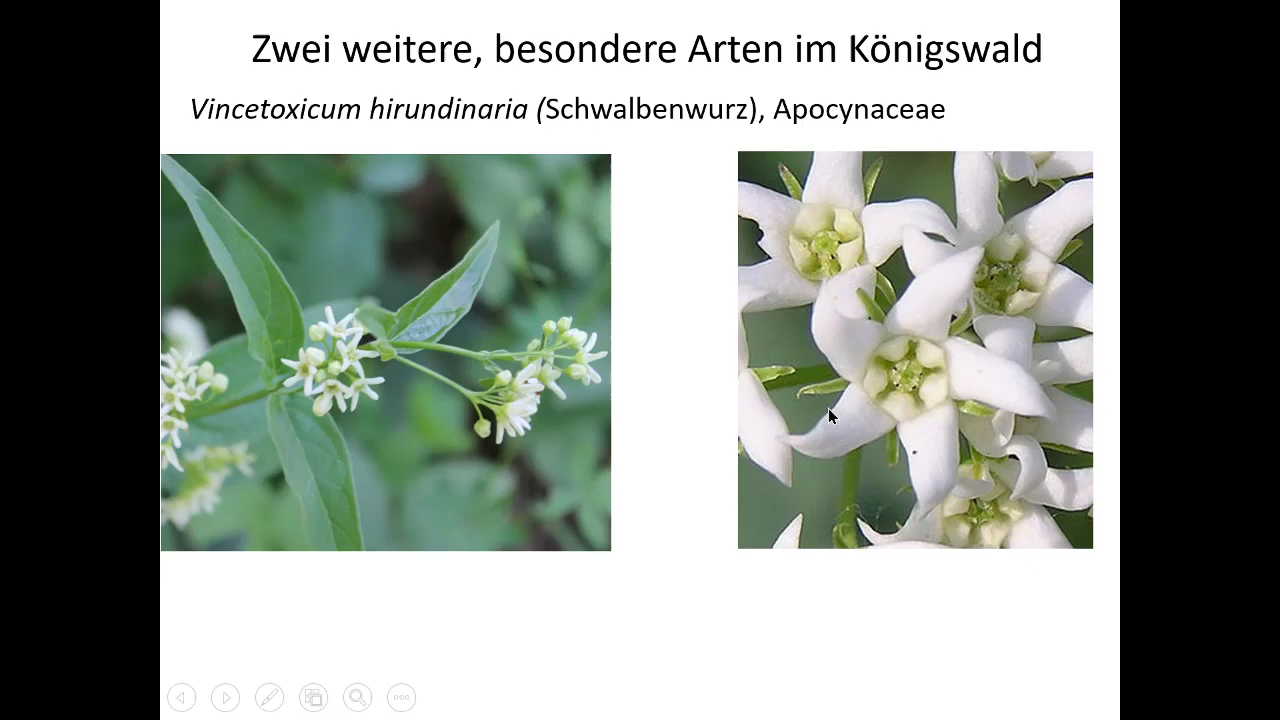 Zwei weitere, besondere Arten im Königswald
Vincetoxicum hirundinaria (Schwalbenwurz), Apocynaceae